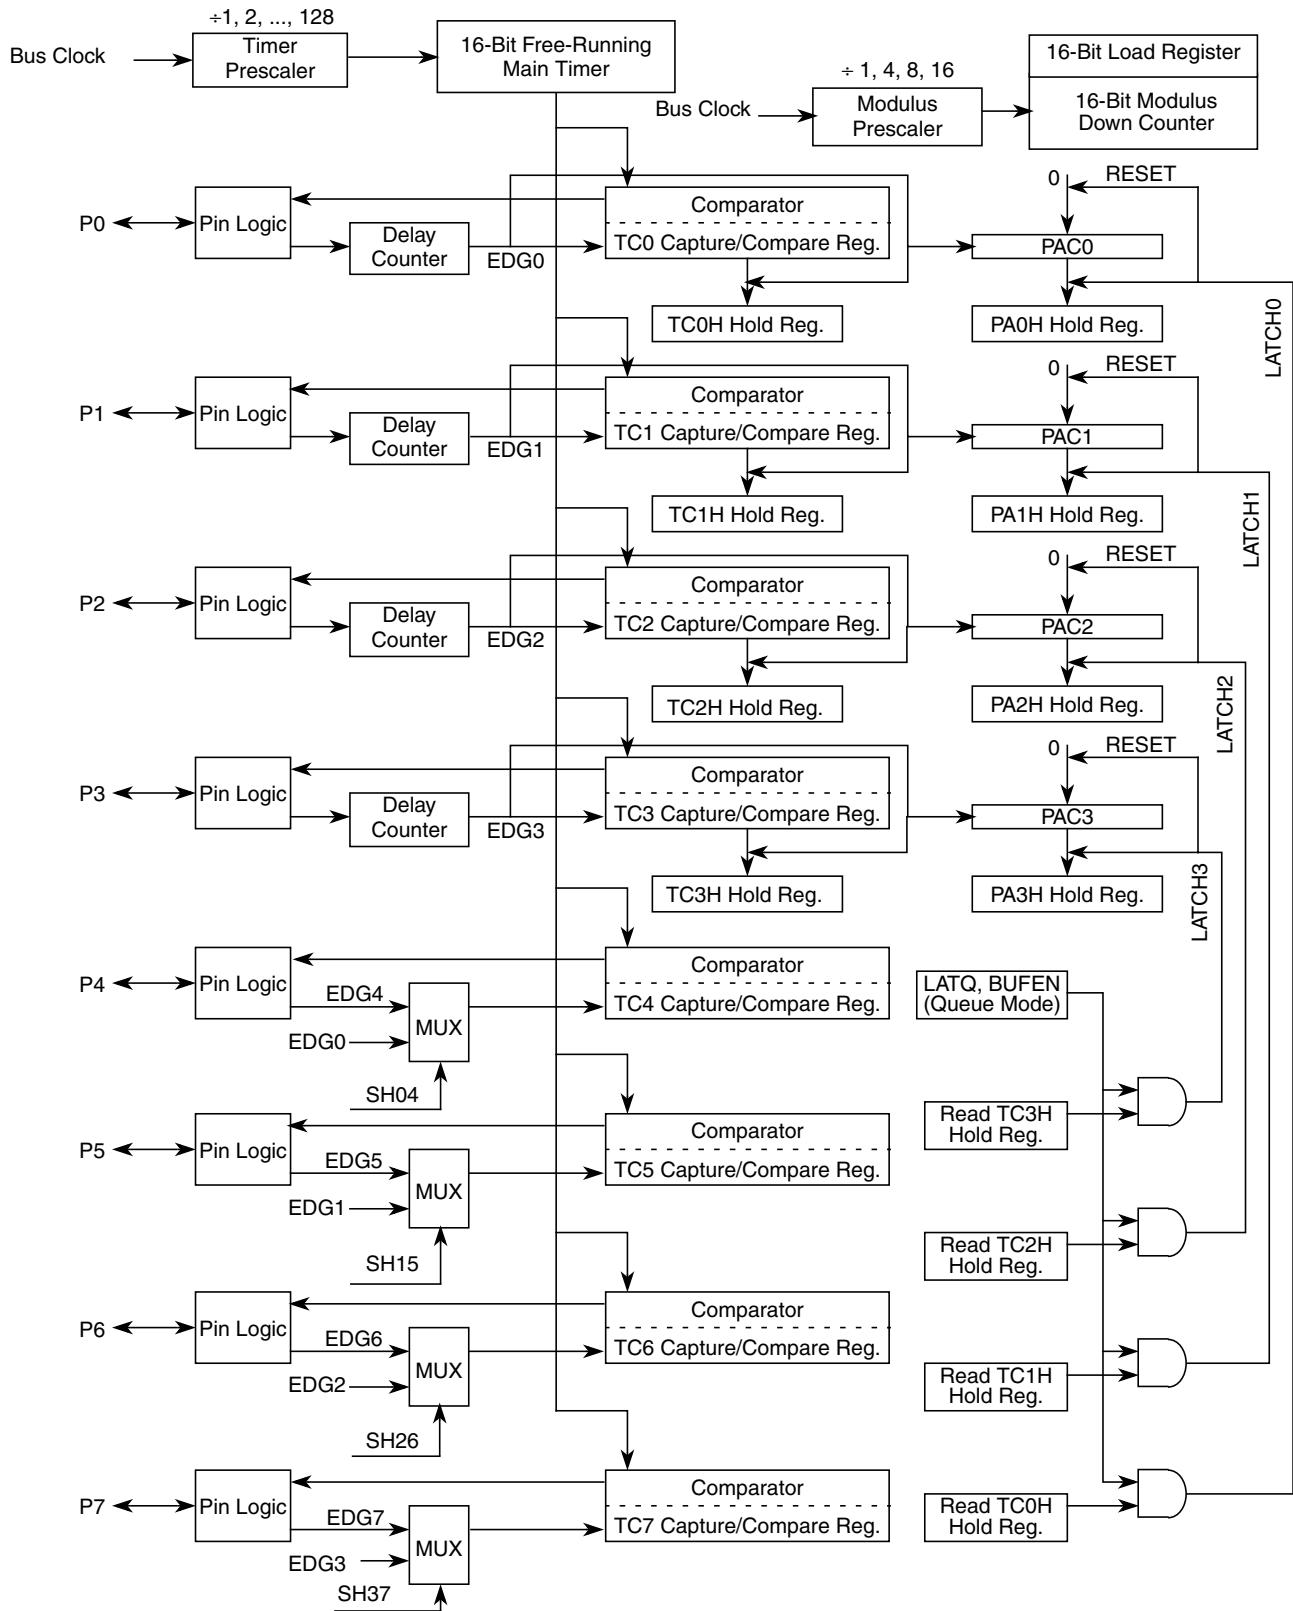 ÷1, 2, ..., 128
Bus Clock
Timer
Prescaler
16-Bit Free-Running
Main Timer
÷ 1, 4, 8, 16
Bus Clock
Modulus
Prescaler
16-Bit Load Register
16-Bit Modulus
Down Counter
P0
Pin Logic
Delay
Counter
EDG0
Comparator
TC0 Capture/Compare Reg.
TC0H Hold Reg.
0
RESET
PAC0
PA0H Hold Reg.
LATCH0
P1
Pin Logic
Delay
Counter
EDG1
Comparator
TC1 Capture/Compare Reg.
TC1H Hold Reg.
0
RESET
PAC1
PA1H Hold Reg.
LATCH1
P2
Pin Logic
Delay
Counter
EDG2
Comparator
TC2 Capture/Compare Reg.
TC2H Hold Reg.
0
RESET
PAC2
PA2H Hold Reg.
LATCH2
P3
Pin Logic
Delay
Counter
EDG3
Comparator
TC3 Capture/Compare Reg.
TC3H Hold Reg.
0
RESET
PAC3
PA3H Hold Reg.
LATCH3
P4
Pin Logic
EDG4
EDG0
MUX
SH04
Comparator
TC4 Capture/Compare Reg.
LATQ, BUFEN
(Queue Mode)
Read TC3H
Hold Reg.
P5
Pin Logic
EDG5
EDG1
MUX
SH15
Comparator
TC5 Capture/Compare Reg.
Read TC2H
Hold Reg.
P6
Pin Logic
EDG6
EDG2
MUX
SH26
Comparator
TC6 Capture/Compare Reg.
Read TC1H
Hold Reg.
P7
Pin Logic
EDG7
EDG3
MUX
SH37
Comparator
TC7 Capture/Compare Reg.
Read TC0H
Hold Reg.